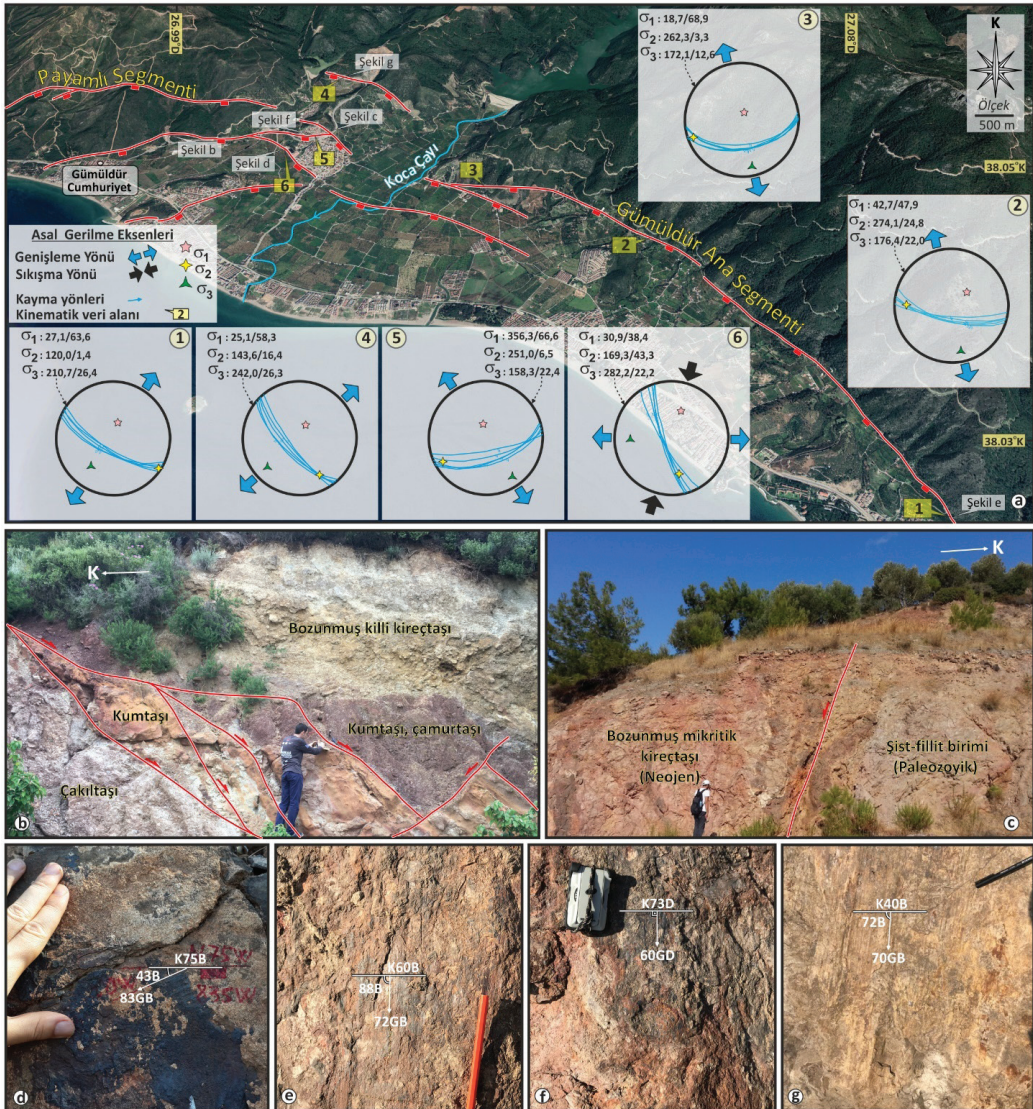 26.99°D
27.08°D
K
Ölçek
500 m
38.05°K
38.03°K
Payamlı Segmenti
Şekil g
4
Şekil f
Şekil c
Şekil b
5
Şekil d
6
Gümüldür
Cumhuriyet
Koca Çayı
3
2
Gümüldür Ana Segmenti
1
Şekil e
a
Asal Gerilme Eksenleri
Genişleme Yönü
Sıkışma Yönü
σ1
σ2
σ3
Kayma yönleri
Kinematik veri alanı
2
3
σ1 : 18,7/68,9
σ2 : 262,3/3,3
σ3 : 172,1/12,6
2
σ1 : 42,7/47,9
σ2 : 274,1/24,8
σ3 : 176,4/22,0
1
σ1 : 27,1/63,6
σ2 : 120,0/1,4
σ3 : 210,7/26,4
4
σ1 : 25,1/58,3
σ2 : 143,6/16,4
σ3 : 242,0/26,3
5
σ1 : 356,3/66,6
σ2 : 251,0/6,5
σ3 : 158,3/22,4
6
σ1 : 30,9/38,4
σ2 : 169,3/43,3
σ3 : 282,2/22,2
K
Bozunmuş killi kireçtaşı
Kumtaşı
Kumtaşı, çamurtaşı
Çakıltaşı
b
K
Bozunmuş mikritik
kireçtaşı
(Neojen)
Şist-fillit birimi
(Paleozoyik)
c
K75B
43B
83GB
d
K60B
88B
72GB
e
K73D
60GD
f
K40B
72B
70GB
g